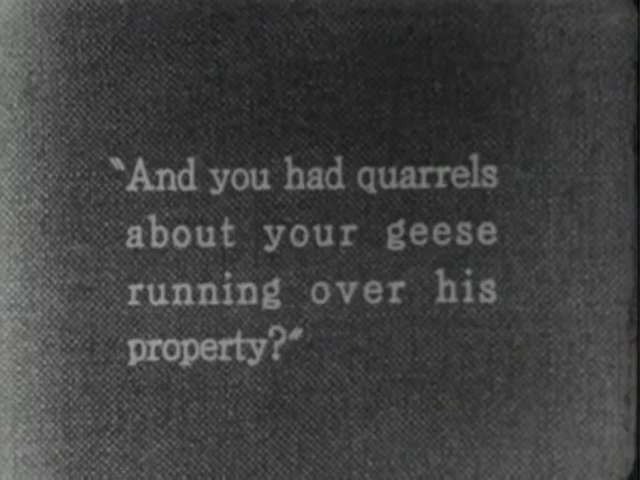 "And you had quarrels
about your geese
running over his
property?"